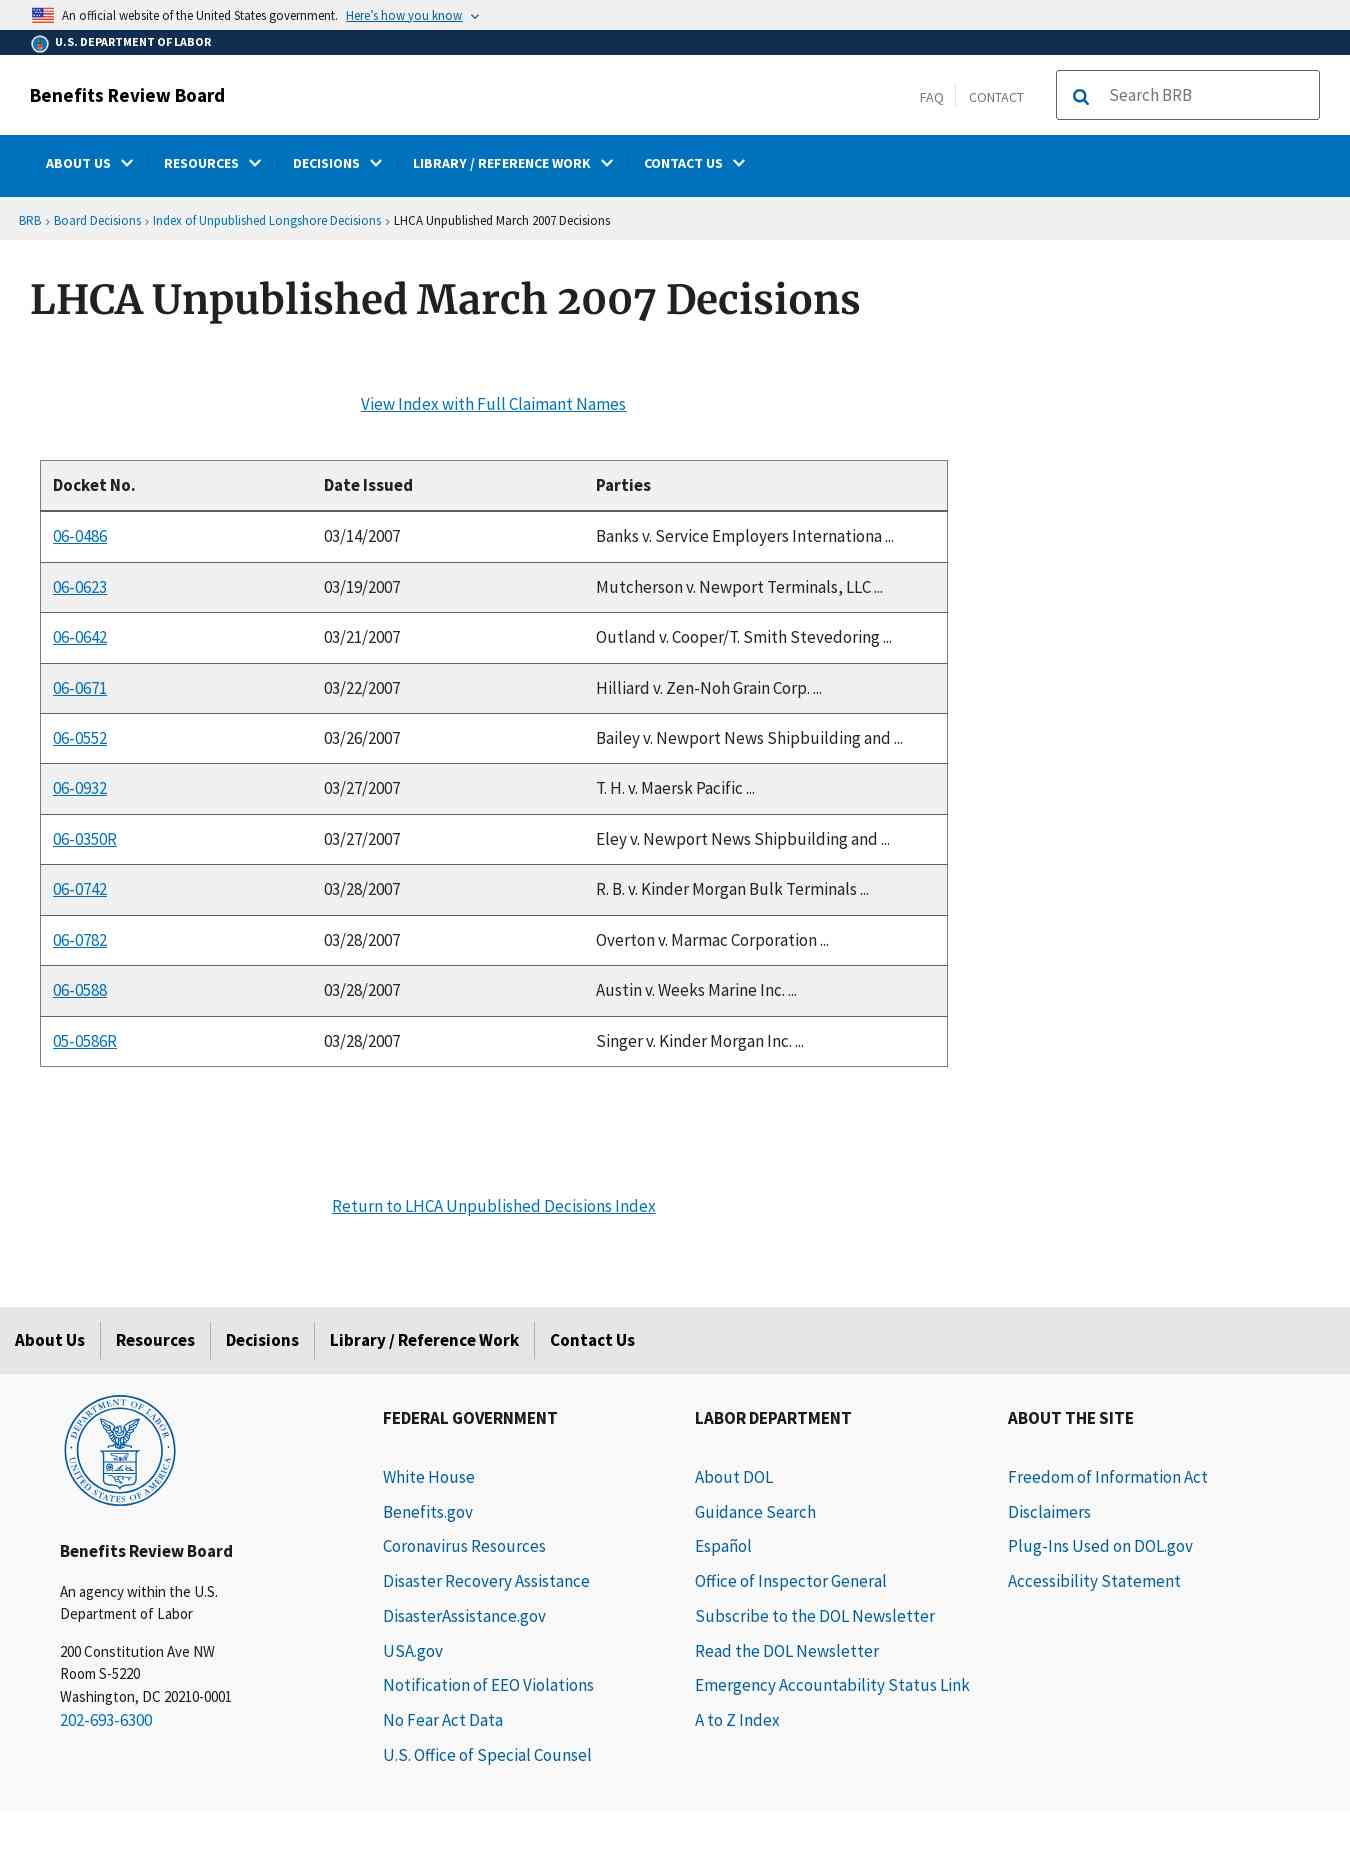 An official website of the United States government. Here’s how you know
U.S. DEPARTMENT OF LABOR
Benefits Review Board
FAQ CONTACT Search BRB
ABOUT US RESOURCES DECISIONS LIBRARY / REFERENCE WORK CONTACT US
BRB › Board Decisions › Index of Unpublished Longshore Decisions › LHCA Unpublished March 2007 Decisions
LHCA Unpublished March 2007 Decisions
View Index with Full Claimant Names
Docket No. Date Issued Parties
06-0486 03/14/2007 Banks v. Service Employers Internationa ...
06-0623 03/19/2007 Mutcherson v. Newport Terminals, LLC ...
06-0642 03/21/2007 Outland v. Cooper/T. Smith Stevedoring ...
06-0671 03/22/2007 Hilliard v. Zen-Noh Grain Corp. ...
06-0552 03/26/2007 Bailey v. Newport News Shipbuilding and ...
06-0932 03/27/2007 T. H. v. Maersk Pacific ...
06-0350R 03/27/2007 Eley v. Newport News Shipbuilding and ...
06-0742 03/28/2007 R. B. v. Kinder Morgan Bulk Terminals ...
06-0782 03/28/2007 Overton v. Marmac Corporation ...
06-0588 03/28/2007 Austin v. Weeks Marine Inc. ...
05-0586R 03/28/2007 Singer v. Kinder Morgan Inc. ...
Return to LHCA Unpublished Decisions Index
About Us Resources Decisions Library / Reference Work Contact Us
DEPARTMENT OF LABOR
UNITED STATES OF AMERICA
Benefits Review Board
An agency within the U.S.
Department of Labor
200 Constitution Ave NW
Room S-5220
Washington, DC 20210-0001
202-693-6300
FEDERAL GOVERNMENT
White House
Benefits.gov
Coronavirus Resources
Disaster Recovery Assistance
DisasterAssistance.gov
USA.gov
Notification of EEO Violations
No Fear Act Data
U.S. Office of Special Counsel
LABOR DEPARTMENT
About DOL
Guidance Search
Español
Office of Inspector General
Subscribe to the DOL Newsletter
Read the DOL Newsletter
Emergency Accountability Status Link
A to Z Index
ABOUT THE SITE
Freedom of Information Act
Disclaimers
Plug-Ins Used on DOL.gov
Accessibility Statement